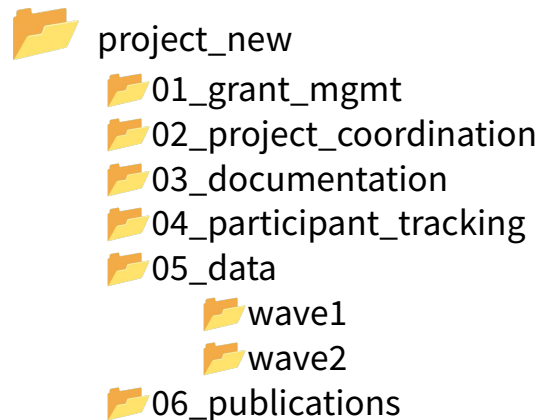 project_new
01_grant_mgmt
02_project_coordination
03_documentation
04_participant_tracking
05_data
wave1
wave2
06_publications